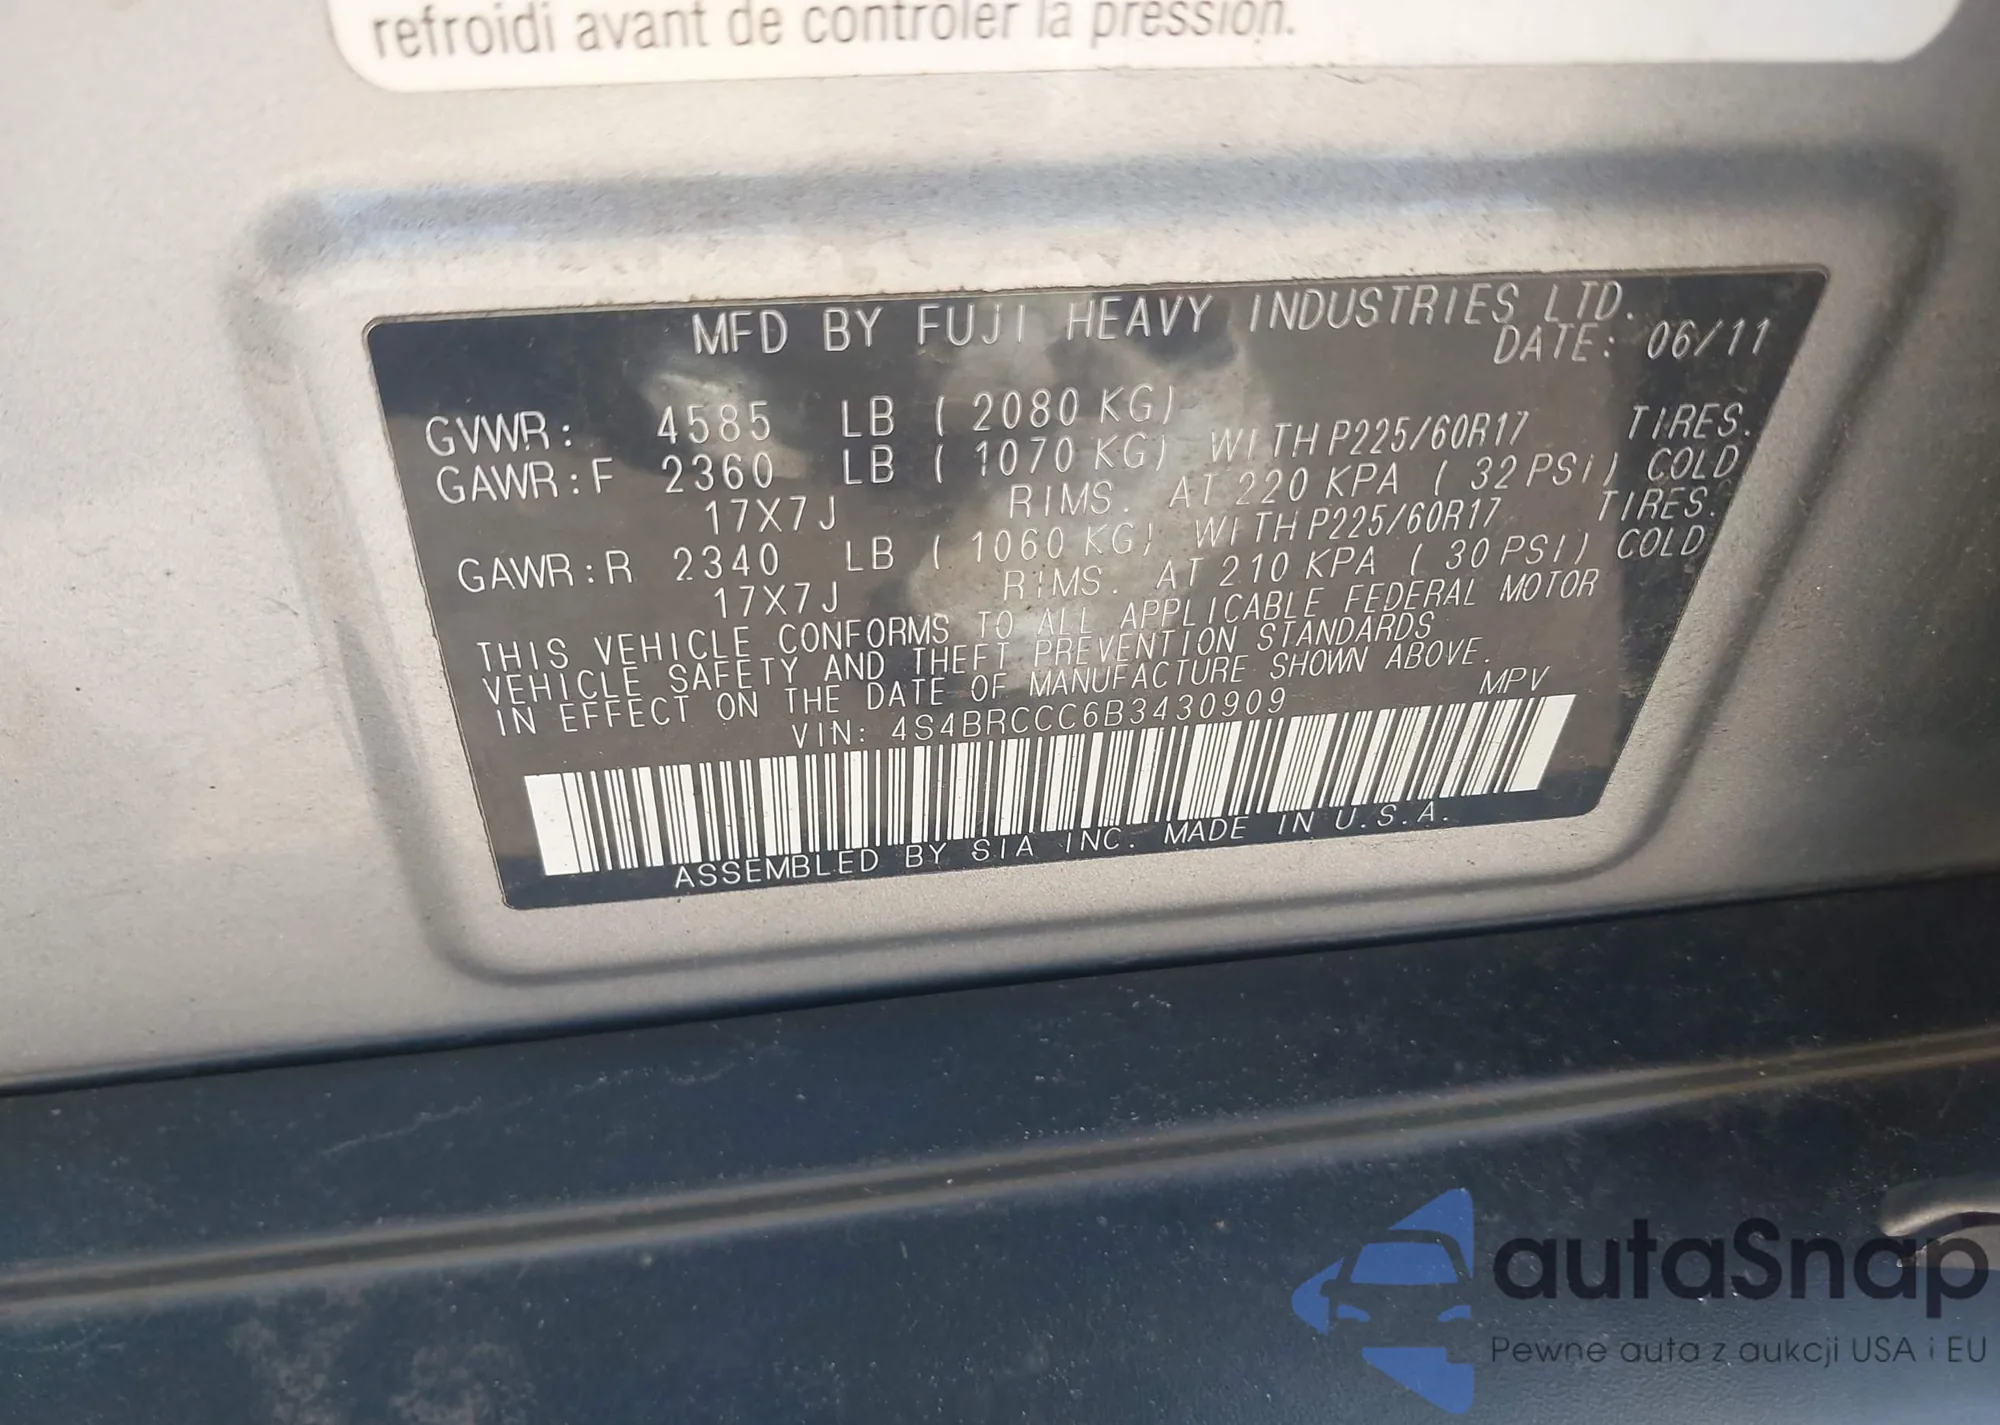 refroidi avant de contrôler la pression.
MFD BY FUJI HEAVY INDUSTRIES LTD.
DATE: 06/11
GVWR: 4585 LB ( 2080 KG)
GAWR:F 2360 LB ( 1070 KG) WITH P225/60R17 TIRES.
17X7J RIMS. AT 220 KPA ( 32 PSI) COLD
GAWR:R 2340 LB ( 1060 KG) WITH P225/60R17 TIRES.
17X7J RIMS. AT 210 KPA ( 30 PSI) COLD
THIS VEHICLE CONFORMS TO ALL APPLICABLE FEDERAL MOTOR
VEHICLE SAFETY AND THEFT PREVENTION STANDARDS
IN EFFECT ON THE DATE OF MANUFACTURE SHOWN ABOVE.
VIN: 4S4BRCCC6B3430909 MPV
ASSEMBLED BY SIA INC. MADE IN U.S.A.
autaSnap
Pewne auta z aukcji USA i EU